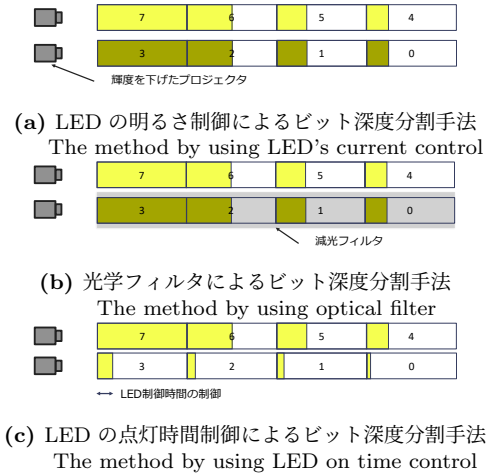 7 6 5 4
3 2 1 0
輝度を下げたプロジェクタ
(a) LED の明るさ制御によるビット深度分割手法
The method by using LED's current control
7 6 5 4
3 2 1 0
減光フィルタ
(b) 光学フィルタによるビット深度分割手法
The method by using optical filter
7 6 5 4
3 2 1 0
LED制御時間の制御
(c) LED の点灯時間制御によるビット深度分割手法
The method by using LED on time control